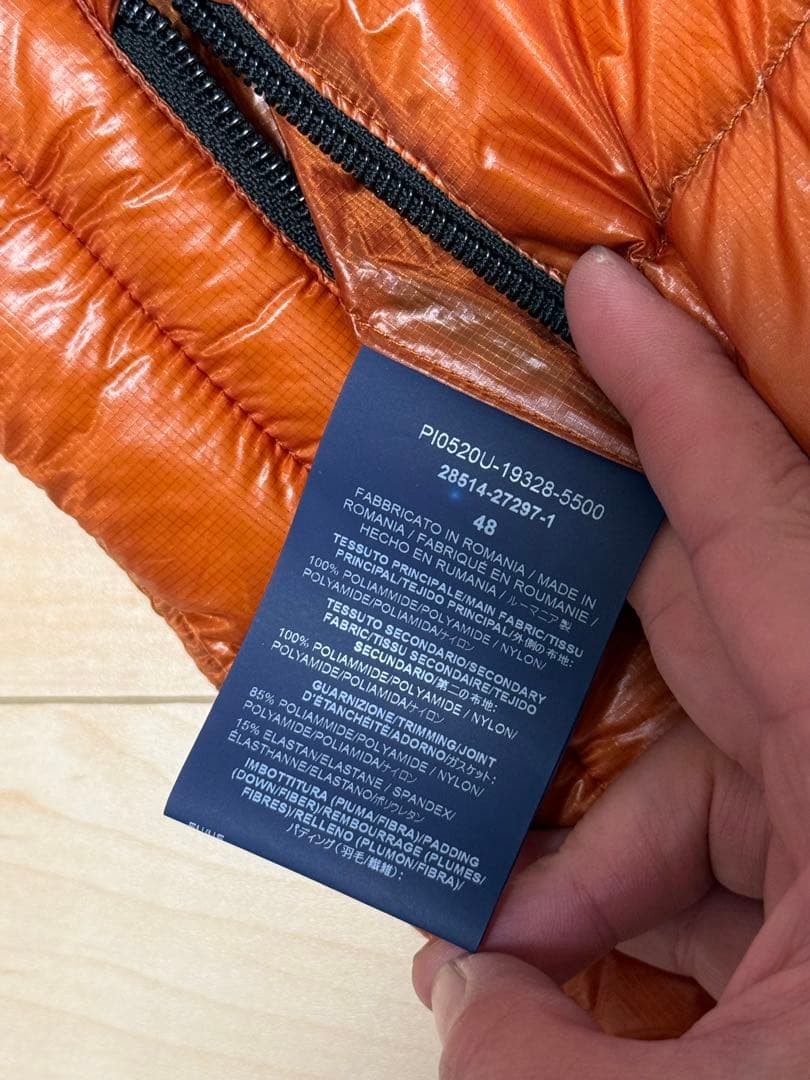 PI0520U-19328-5500
28514-27297-1
48
FABBRICATO IN ROMANIA / MADE IN
ROMANIA / FABRIQUÉ EN ROUMANIE /
HECHO EN RUMANIA / ルーマニア製
TESSUTO PRINCIPALE/MAIN FABRIC/TISSU
PRINCIPAL/TEJIDO PRINCIPAL/外側の布地:
100% POLIAMMIDE/POLYAMIDE / NYLON/
POLYAMIDE/POLIAMIDA/ナイロン
TESSUTO SECONDARIO/SECONDARY
FABRIC/TISSU SECONDAIRE/TEJIDO
SECUNDARIO/第二の布地:
100% POLIAMMIDE/POLYAMIDE / NYLON/
POLYAMIDE/POLIAMIDA/ナイロン
GUARNIZIONE/TRIMMING/JOINT
D'ÉTANCHEITÉ/ADORNO/ガスケット:
85% POLIAMMIDE/POLYAMIDE / NYLON/
POLYAMIDE/POLIAMIDA/ナイロン
15% ELASTAN/ELASTANE / SPANDEX/
ÉLASTHANNE/ELASTANO/ポリウレタン
IMBOTTITURA (PIUMA/FIBRA)/PADDING
(DOWN/FIBER)/REMBOURRAGE (PLUMES/
FIBRES)/RELLENO (PLUMON/FIBRA)/
パディング (羽毛/繊維):